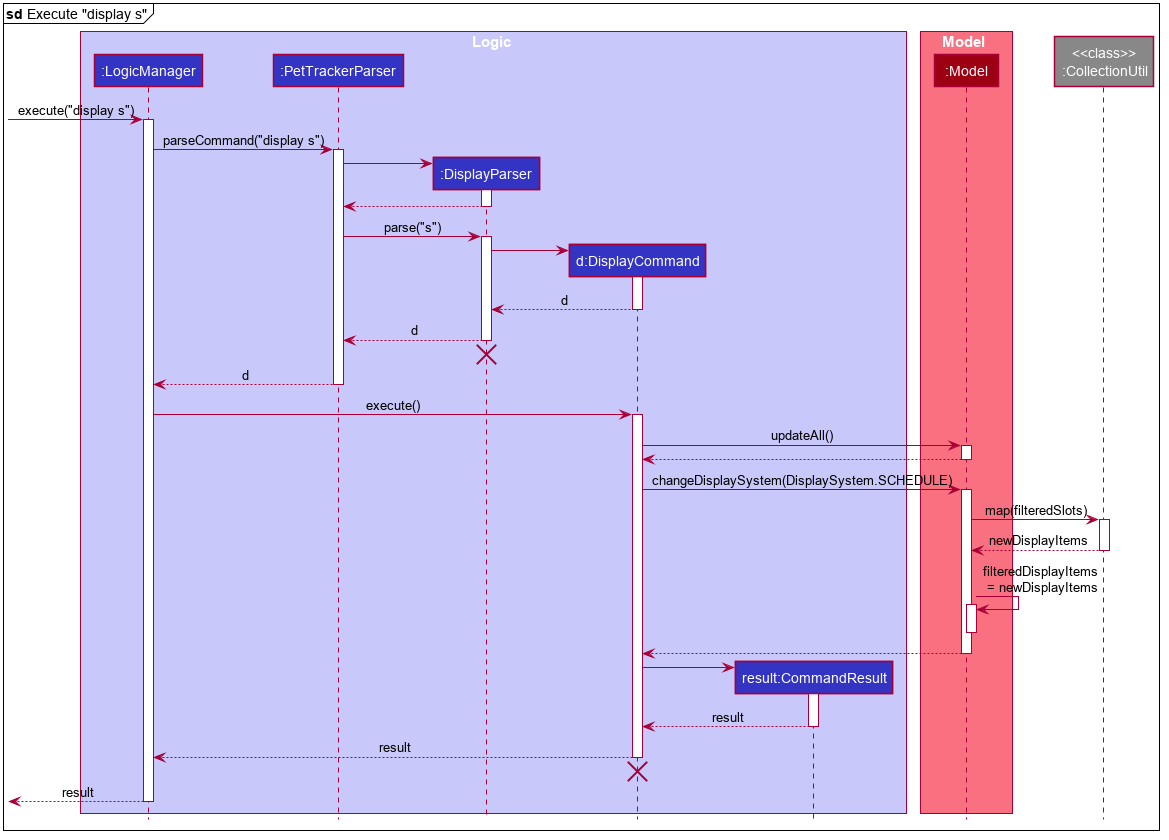 sd Execute "display s"
Logic
Model
<<class>>
:CollectionUtil
:LogicManager
:PetTrackerParser
:Model
execute("display s")
parseCommand("display s")
:DisplayParser
parse("s")
d:DisplayCommand
d
d
d
execute()
updateAll()
changeDisplaySystem(DisplaySystem.SCHEDULE)
map(filteredSlots)
newDisplayItems
filteredDisplayItems
= newDisplayItems
result:CommandResult
result
result
result